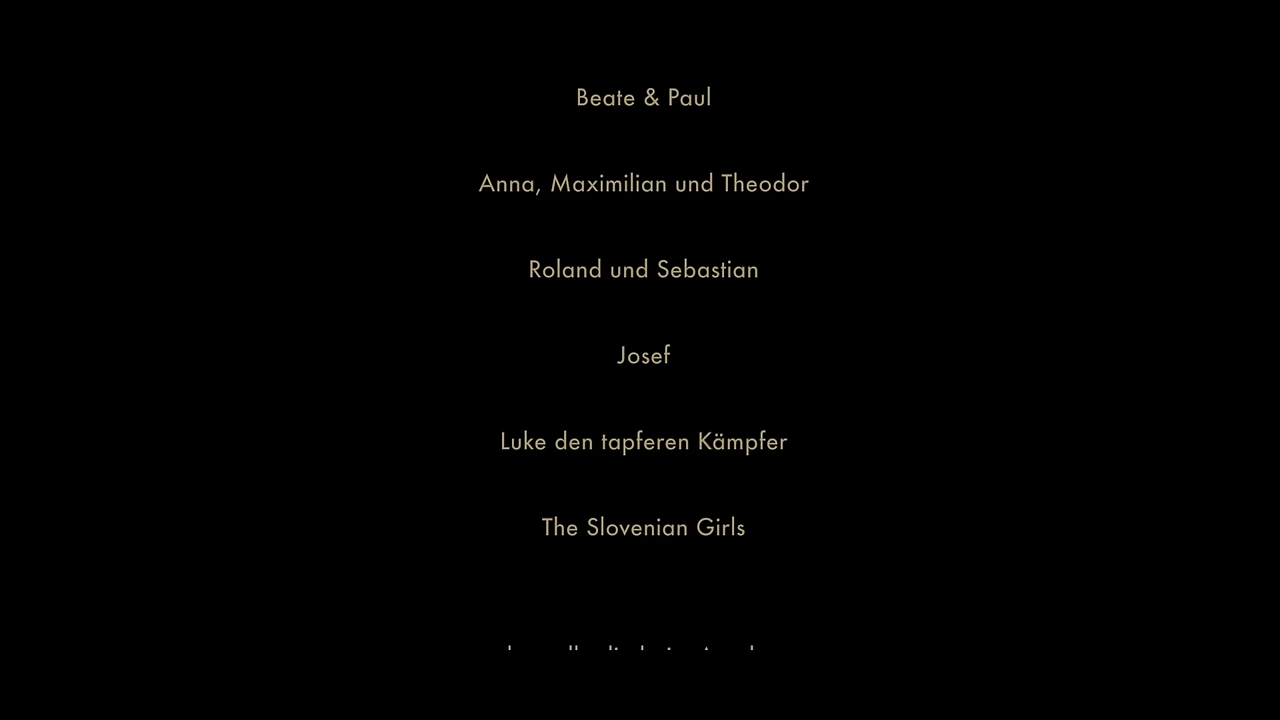 Beate & Paul
Anna, Maximilian und Theodor
Roland und Sebastian
Josef
Luke den tapferen Kämpfer
The Slovenian Girls